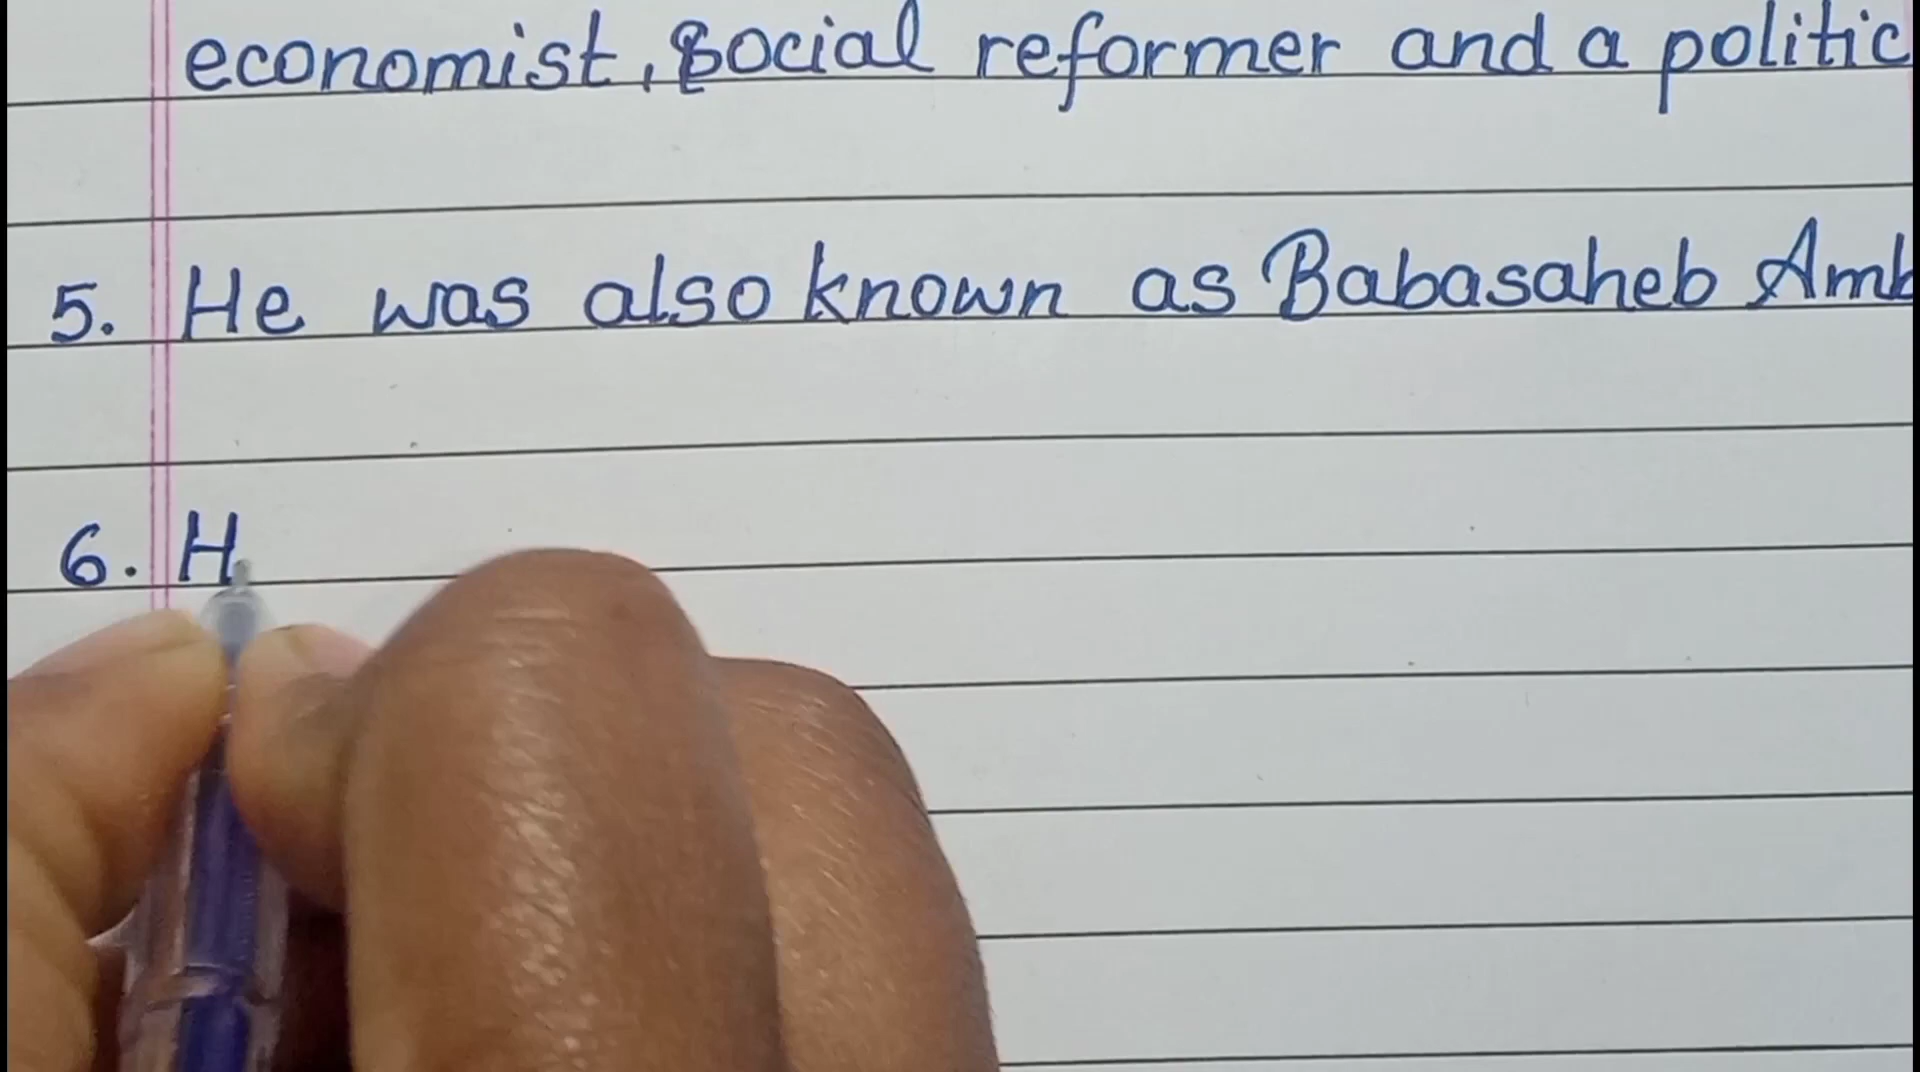 economist, social reformer and a politic
5. He was also known as Babasaheb Amb
6. H